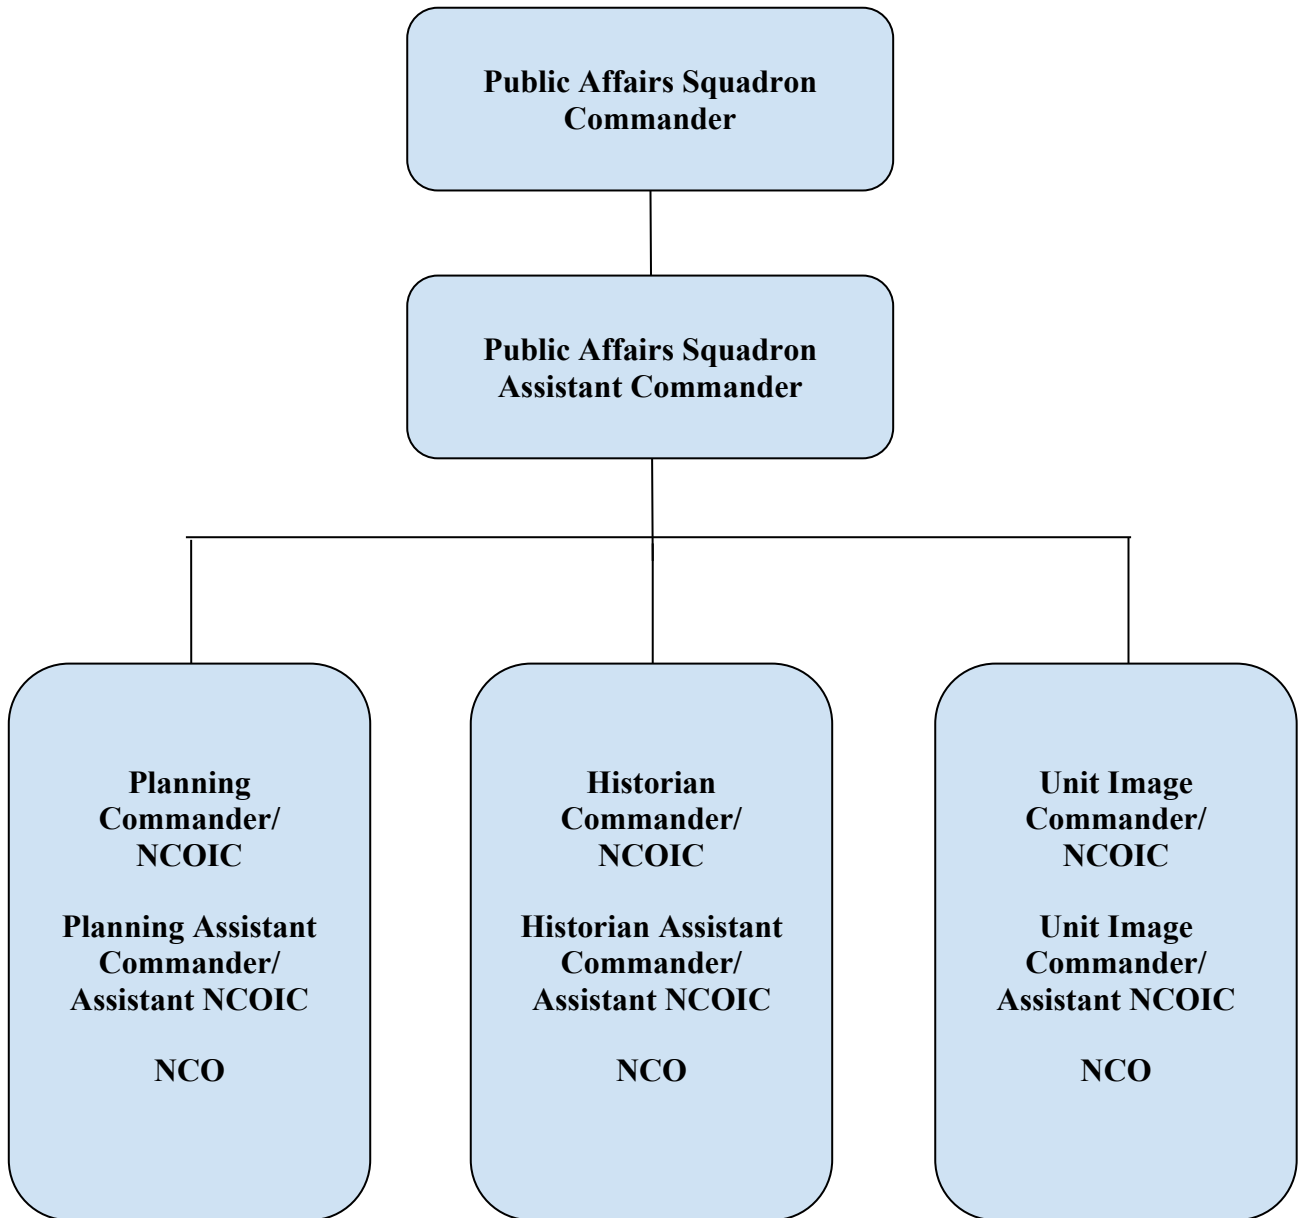 Public Affairs Squadron
Commander
Public Affairs Squadron
Assistant Commander
Planning
Commander/
NCOIC
Planning Assistant
Commander/
Assistant NCOIC
NCO
Historian
Commander/
NCOIC
Historian Assistant
Commander/
Assistant NCOIC
NCO
Unit Image
Commander/
NCOIC
Unit Image
Commander/
Assistant NCOIC
NCO